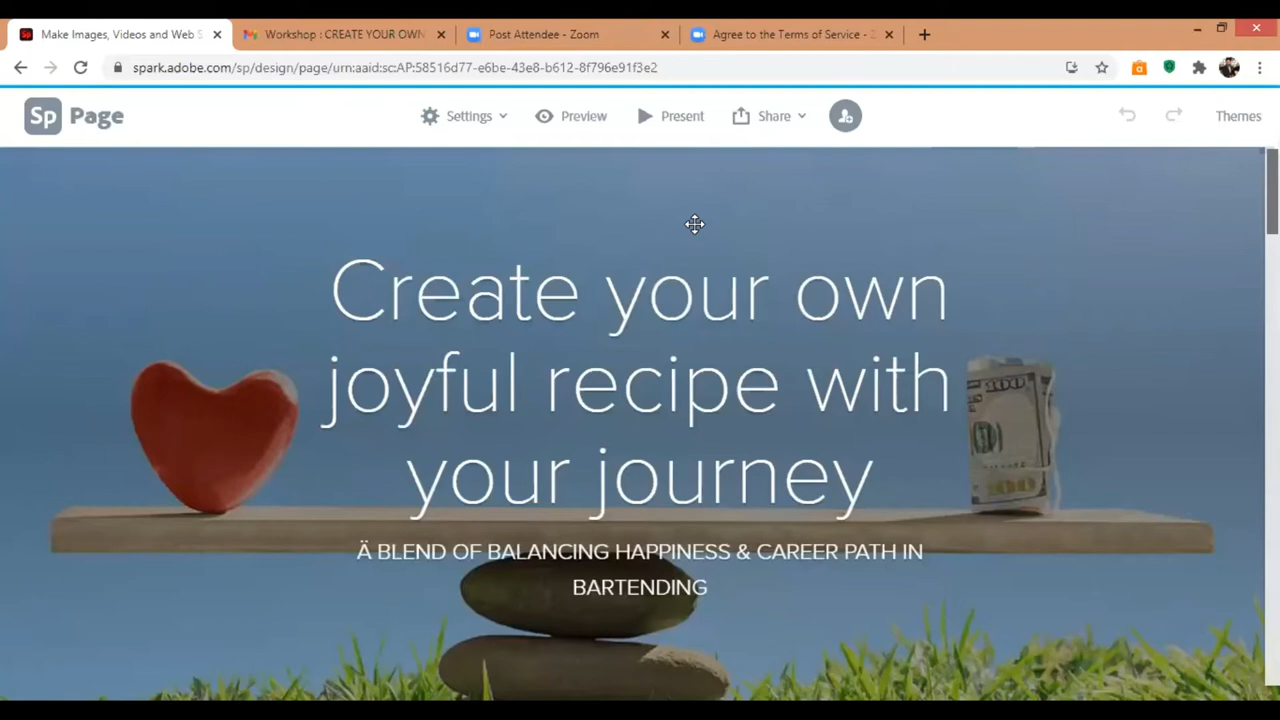 Make Images, Videos and Web S
Workshop : CREATE YOUR OWN
Post Attendee - Zoom
Agree to the Terms of Service -
spark.adobe.com/sp/design/page/urn:aaid:sc:AP:58516d77-e6be-43e8-b612-8f796e91f3e2
Sp Page
Settings
Preview
Present
Share
Themes
Create your own
joyful recipe with
your journey
Ä BLEND OF BALANCING HAPPINESS & CAREER PATH IN
BARTENDING
100
100